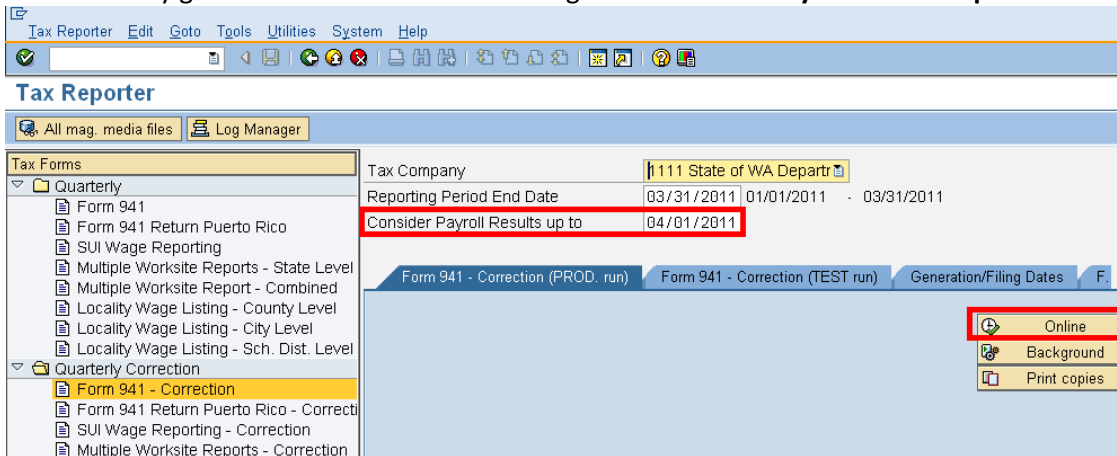 Tax Reporter Edit Goto Tools Utilities System Help
Tax Reporter
All mag. media files Log Manager
Tax Forms
Quarterly
Form 941
Form 941 Return Puerto Rico
SUI Wage Reporting
Multiple Worksite Reports - State Level
Multiple Worksite Report - Combined
Locality Wage Listing - County Level
Locality Wage Listing - City Level
Locality Wage Listing - Sch. Dist. Level
Quarterly Correction
Form 941 - Correction
Form 941 Return Puerto Rico - Correcti
SUI Wage Reporting - Correction
Multiple Worksite Reports - Correction
Tax Company 1111 State of WA Departr
Reporting Period End Date 03/31/2011 01/01/2011 - 03/31/2011
Consider Payroll Results up to 04/01/2011
Form 941 - Correction (PROD. run) Form 941 - Correction (TEST run) Generation/Filing Dates F.
Online
Background
Print copies